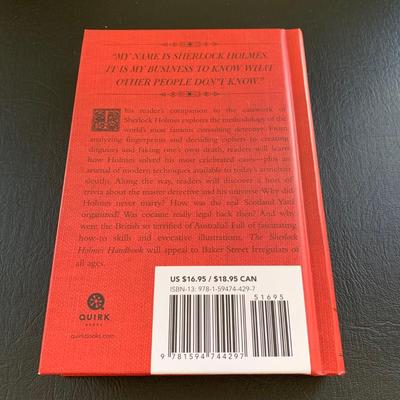 "MY NAME IS SHERLOCK HOLMES.
IT IS MY BUSINESS TO KNOW WHAT
OTHER PEOPLE DON'T KNOW."
This reader's companion to the casework of
Sherlock Holmes explores the methodology of the
world's most famous consulting detective. From
analyzing fingerprints and deciding ciphers to creating
disguises and faking one's own death, readers will learn
how Holmes solved his most celebrated cases—plus an
arsenal of modern techniques available to today's armchair
sleuths. Along the way, readers will discover a host of
trivia about the master detective and his universe: Why did
Holmes never marry? How was the real Scotland Yard
organized? Was cocaine really legal back then? And why
were the British so terrified of Australia? Full of
fascinating how-to skills and evocative illustrations, The Sherlock
Holmes Handbook will appeal to Baker Street Irregulars of
all ages.
US $16.95 / $18.95 CAN
ISBN-13: 978-1-59474-429-7
51695
9 781594 744297
QUIRK
BOOKS
quirkbooks.com